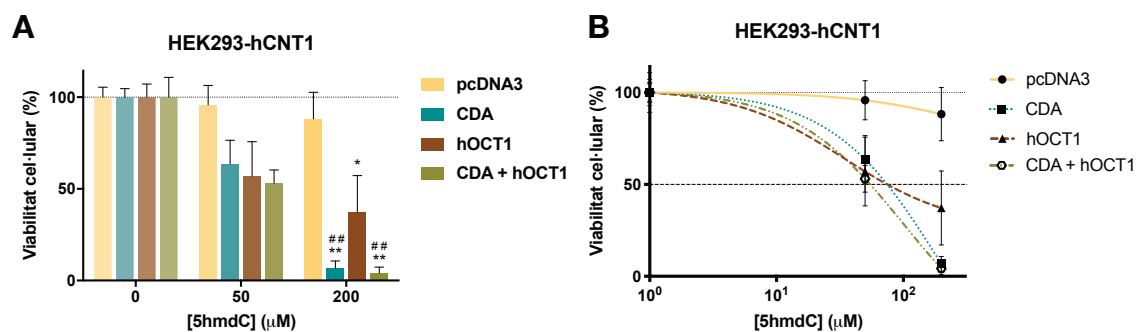 A
HEK293-hCNT1
Viabilitat cel·lular (%)
100
50
0
##
**
*
##
**
0
50
200
[5hmdC] (μM)
pcDNA3
CDA
hOCT1
CDA + hOCT1
B
HEK293-hCNT1
Viabilitat cel·lular (%)
100
50
0
10⁰
10¹
10²
[5hmdC] (μM)
pcDNA3
CDA
hOCT1
CDA + hOCT1